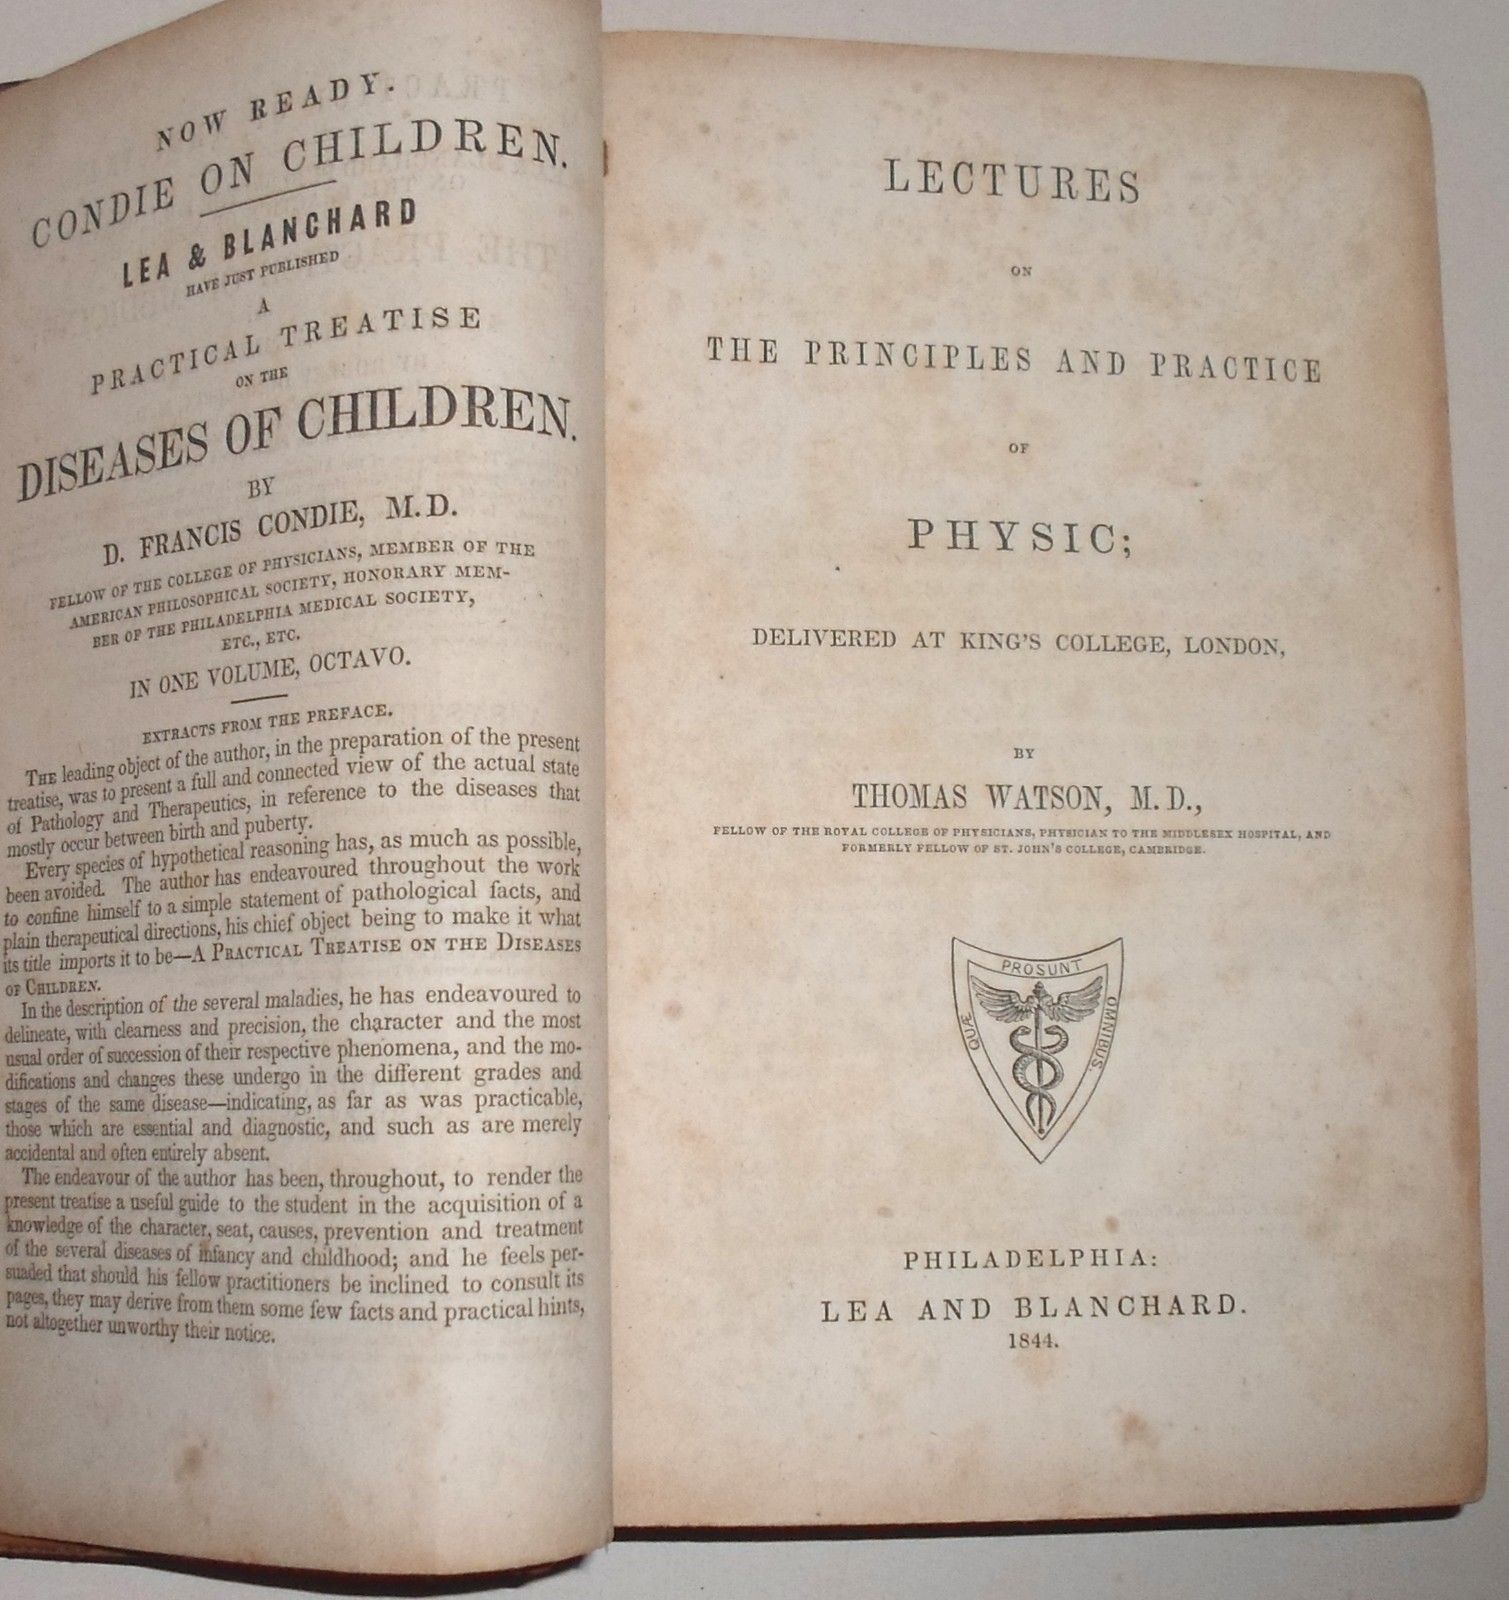 NOW READY.
CONDIE ON CHILDREN.
LEA & BLANCHARD
HAVE JUST PUBLISHED
A
PRACTICAL TREATISE
ON THE
DISEASES OF CHILDREN.
BY
D. FRANCIS CONDIE, M.D.
FELLOW OF THE COLLEGE OF PHYSICIANS, MEMBER OF THE
AMERICAN PHILOSOPHICAL SOCIETY, HONORARY MEM-
BER OF THE PHILADELPHIA MEDICAL SOCIETY,
ETC., ETC.
IN ONE VOLUME, OCTAVO.
EXTRACTS FROM THE PREFACE.
THE leading object of the author, in the preparation of the present
treatise, was to present a full and connected view of the actual state
of Pathology and Therapeutics, in reference to the diseases that
mostly occur between birth and puberty.
Every species of hypothetical reasoning has, as much as possible,
been avoided. The author has endeavoured throughout the work
to confine himself to a simple statement of pathological facts, and
plain therapeutical directions, his chief object being to make it what
its title imports it to be—A PRACTICAL TREATISE ON THE DISEASES
OF CHILDREN.
In the description of the several maladies, he has endeavoured to
delineate, with clearness and precision, the character and the most
usual order of succession of their respective phenomena, and the mo-
difications and changes these undergo in the different grades and
stages of the same disease—indicating, as far as was practicable,
those which are essential and diagnostic, and such as are merely
accidental and often entirely absent.
The endeavour of the author has been, throughout, to render the
present treatise a useful guide to the student in the acquisition of a
knowledge of the character, seat, causes, prevention and treatment
of the several diseases of infancy and childhood; and he feels per-
suaded that should his fellow practitioners be inclined to consult its
pages, they may derive from them some few facts and practical hints,
not altogether unworthy their notice.
LECTURES
ON
THE PRINCIPLES AND PRACTICE
OF
PHYSIC;
DELIVERED AT KING'S COLLEGE, LONDON,
BY
THOMAS WATSON, M.D.,
FELLOW OF THE ROYAL COLLEGE OF PHYSICIANS, PHYSICIAN TO THE MIDDLESEX HOSPITAL, AND
FORMERLY FELLOW OF ST. JOHN'S COLLEGE, CAMBRIDGE.
QUÆ
PROSUNT
OMNIBUS
PHILADELPHIA:
LEA AND BLANCHARD.
1844.